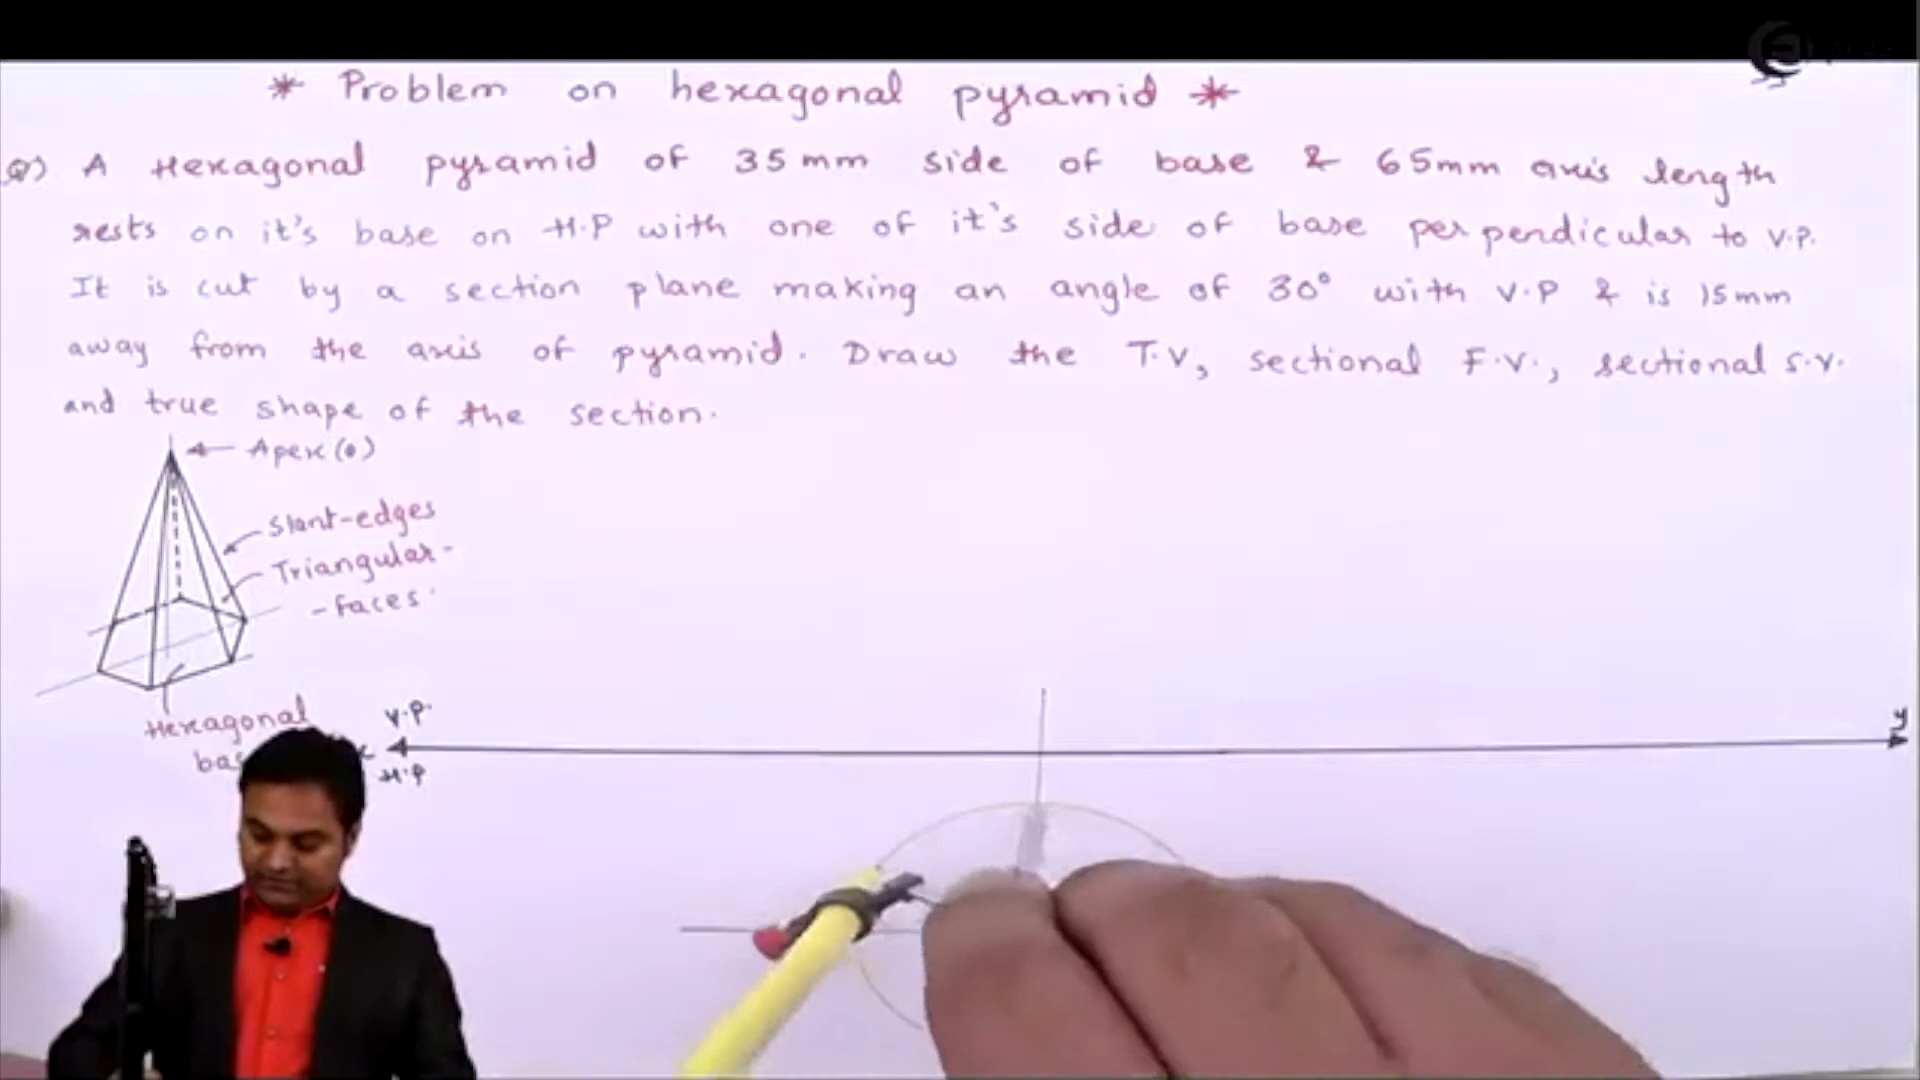 * Problem on hexagonal pyramid *
Q) A Hexagonal pyramid of 35mm side of base & 65mm axis length
rests on it's base on H.P with one of it's side of base perpendicular to V.P.
It is cut by a section plane making an angle of 30° with V.P & is 15mm
away from the axis of pyramid. Draw the T.V, sectional F.V., sectional S.V.
and true shape of the section.
Apex (o)
Slant-edges
Triangular-
-faces.
Hexagonal
V.P.
H.P
Y